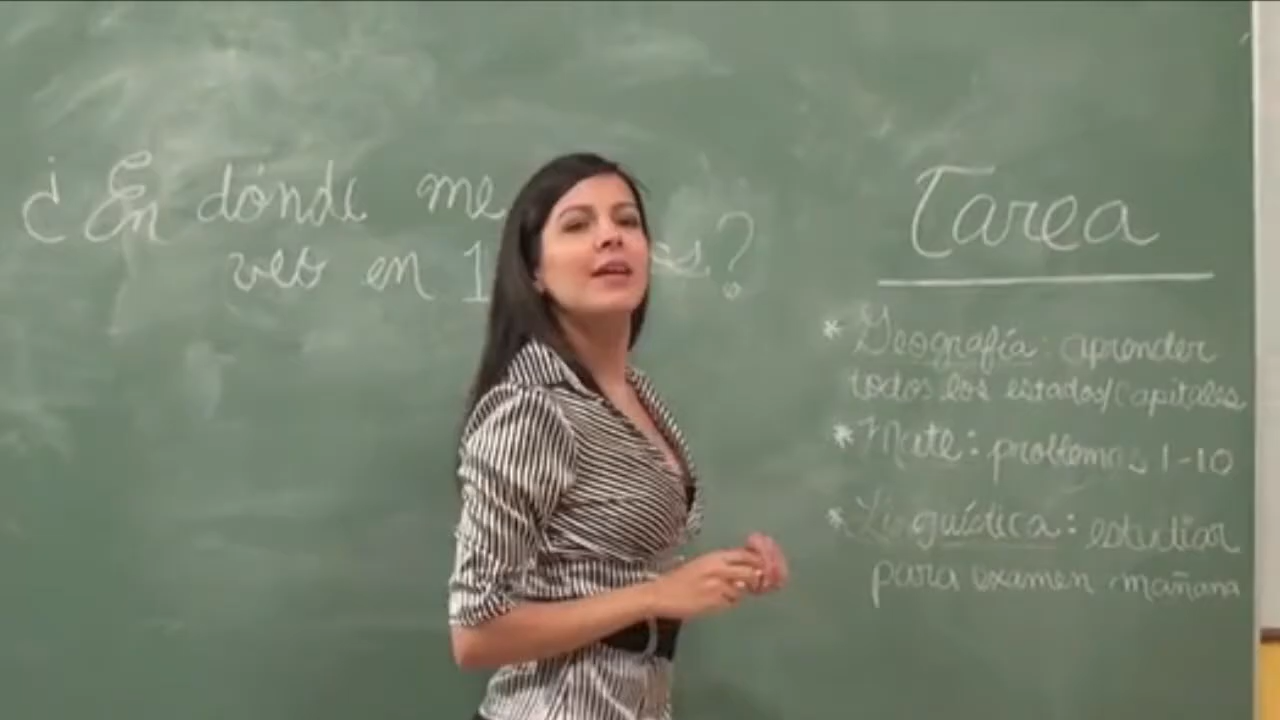 ¿En dónde me
veo en 1
Tarea
* Geografía: aprender
todos los estados/capitales
* Mate: problemas 1-10
* Lingüística: estudiar
para examen mañana